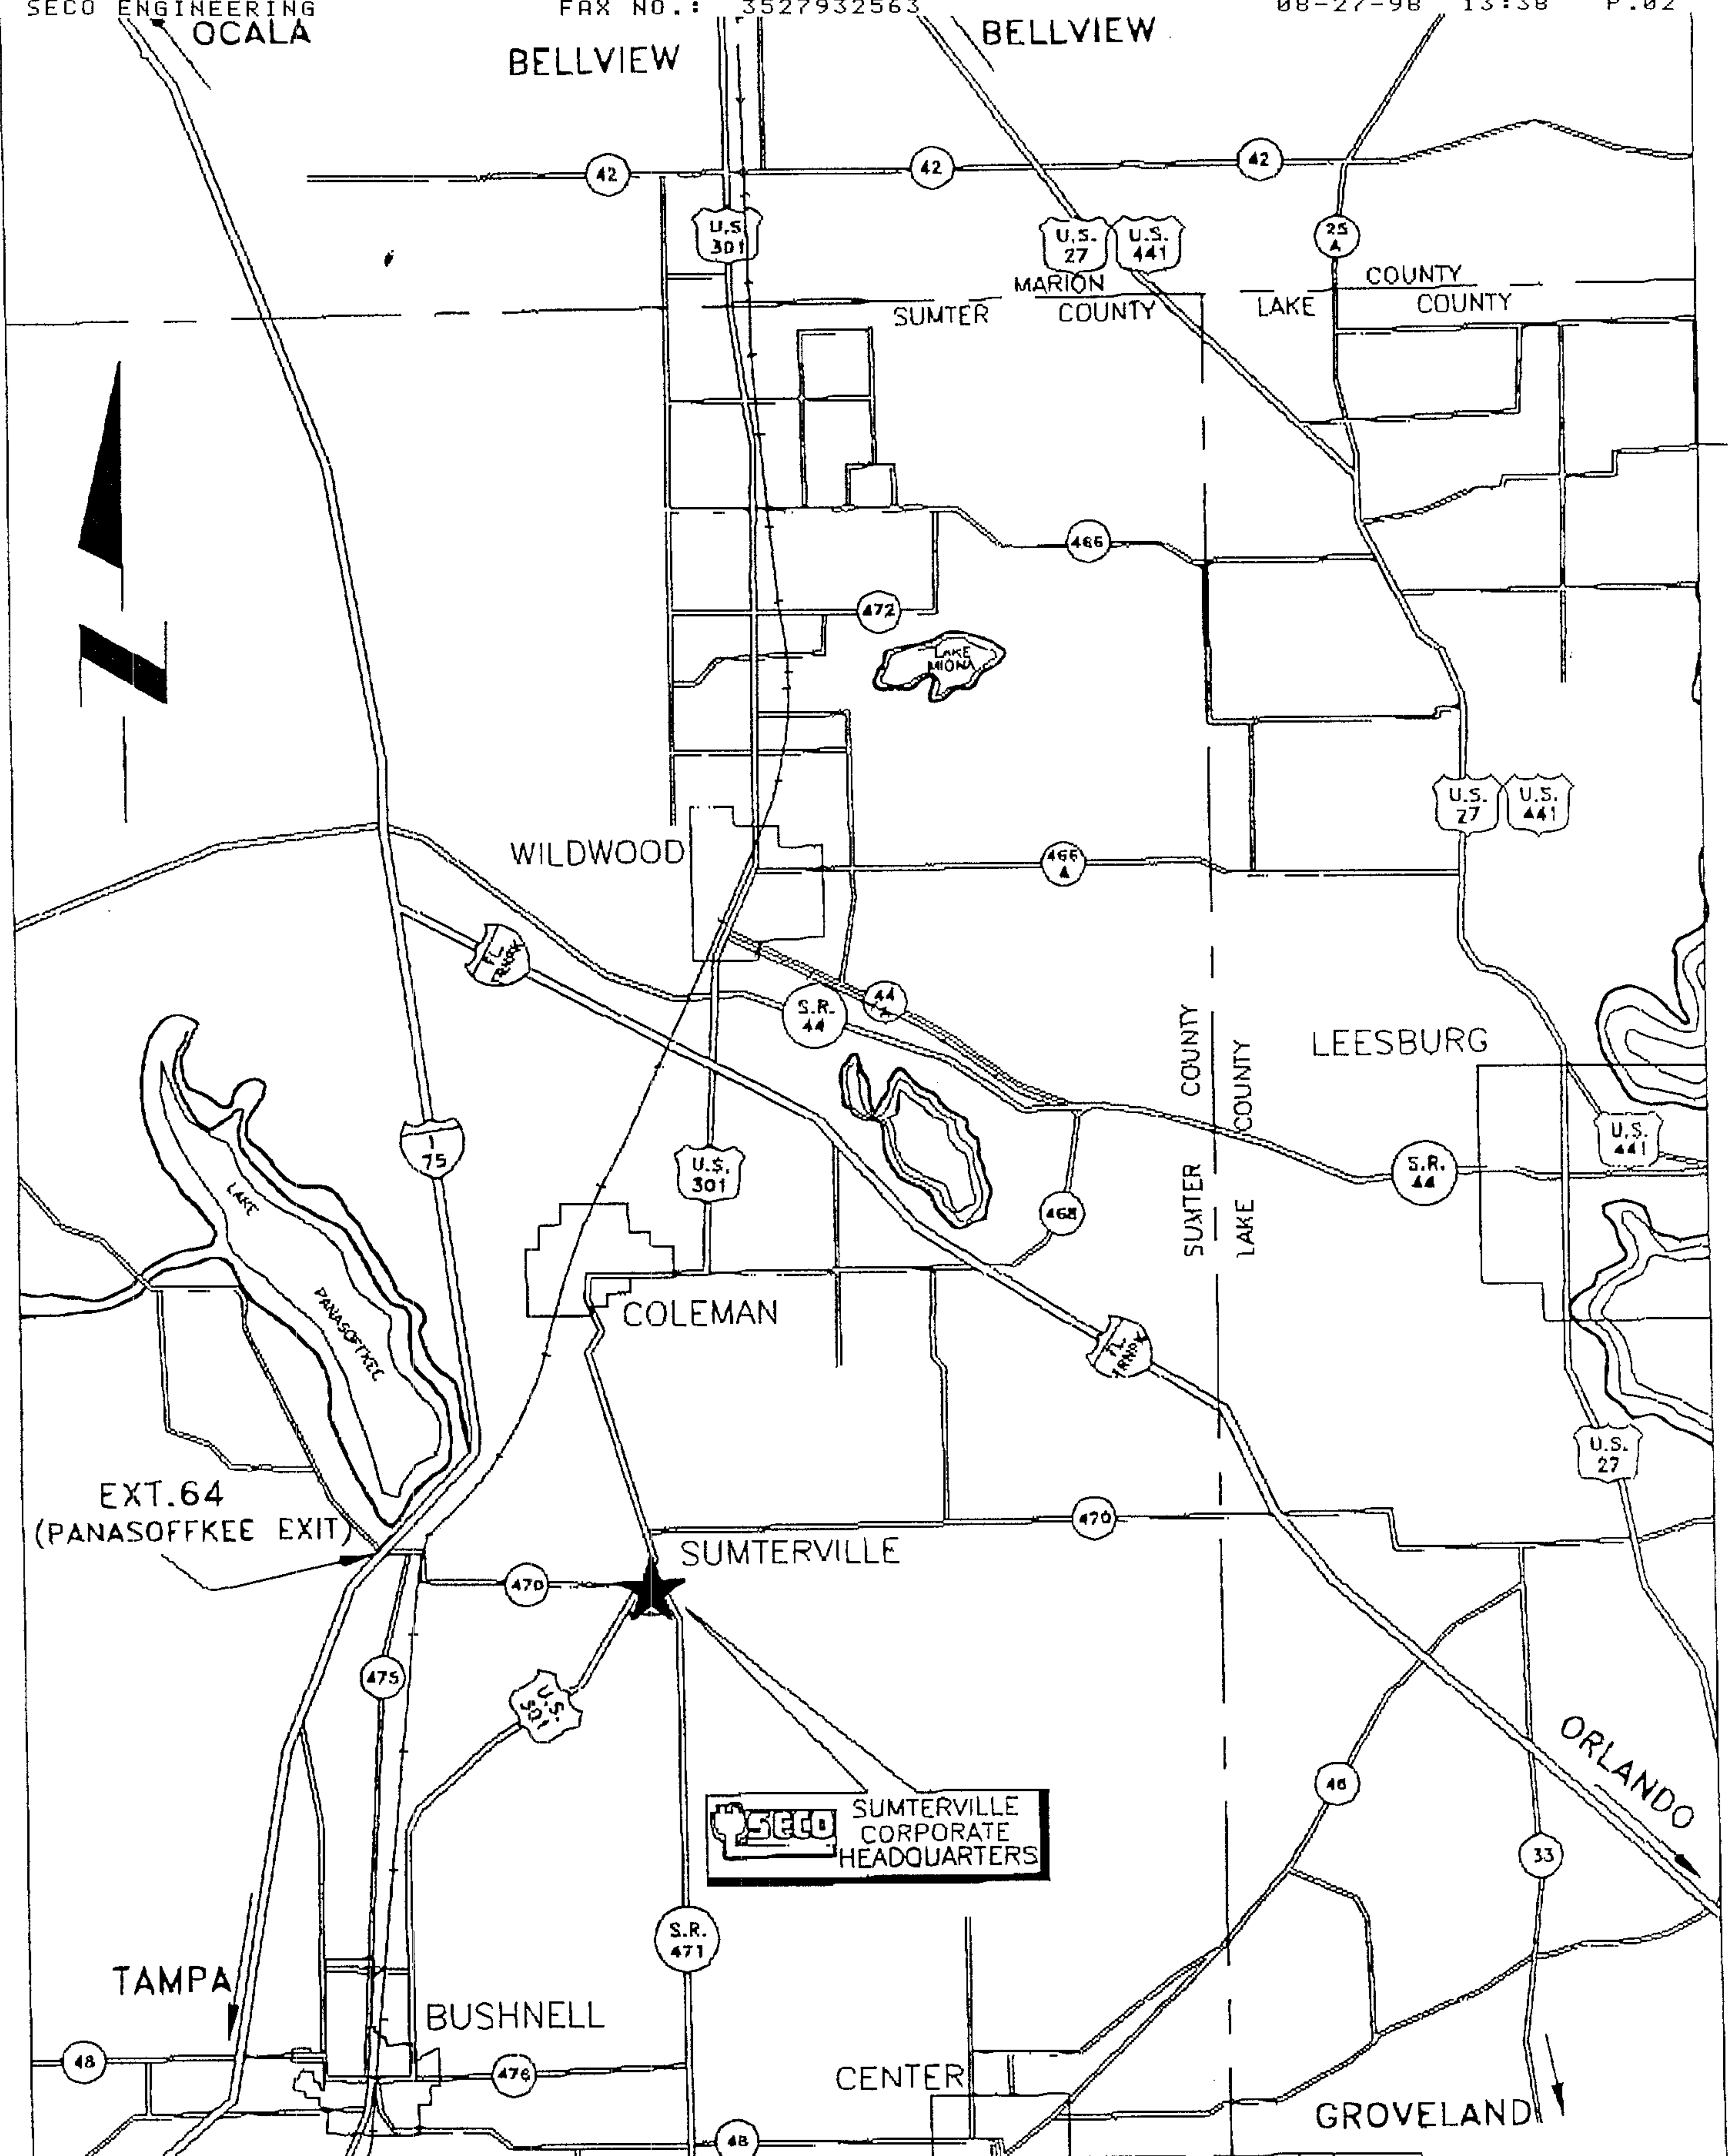 SECO ENGINEERING FAX NO.: 3527932563 08-27-98 13:38 P.02
OCALA
BELLVIEW
BELLVIEW
42
42
42
U.S.
301
U.S.
27
U.S.
441
25
A
MARION COUNTY
SUMTER COUNTY
LAKE COUNTY
466
472
LAKE
MIONA
Z
U.S.
27
U.S.
441
WILDWOOD
466
A
FL.
S.R.
44
44
A
LEESBURG
SUMTER COUNTY
LAKE COUNTY
I
75
U.S.
301
U.S.
441
S.R.
44
468
LAKE
PANASOFFKEE
COLEMAN
FL.
U.S.
27
EXT.64
(PANASOFFKEE EXIT)
470
SUMTERVILLE
470
475
U.S.
301
ORLANDO
48
SECO
SUMTERVILLE
CORPORATE
HEADQUARTERS
33
S.R.
471
TAMPA
BUSHNELL
48
476
CENTER
GROVELAND
48